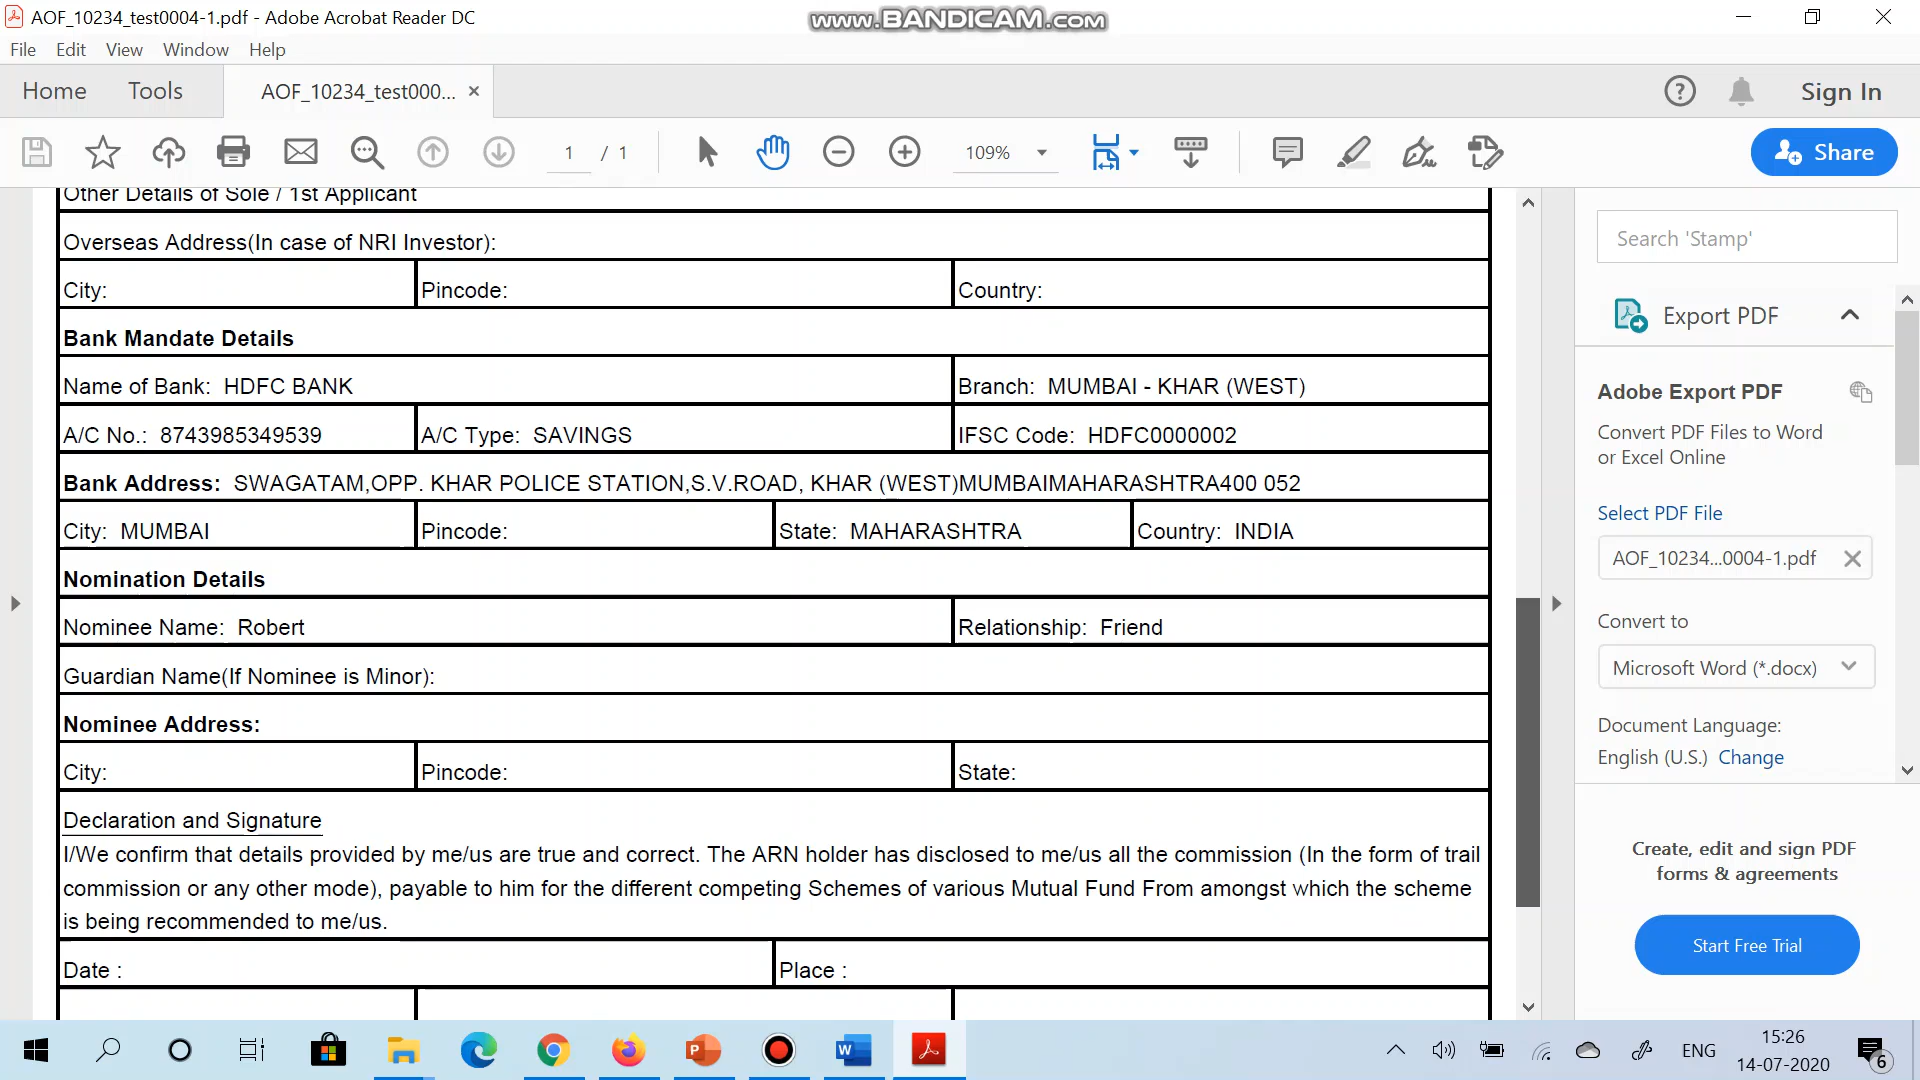 AOF_10234_test0004-1.pdf - Adobe Acrobat Reader DC
www.BANDICAM.com
File Edit View Window Help
Home Tools AOF_10234_test000... ×
Sign In
1 / 1
109%
Share
Other Details of Sole / 1st Applicant
Overseas Address(In case of NRI Investor):
City: Pincode: Country:
Bank Mandate Details
Name of Bank: HDFC BANK Branch: MUMBAI - KHAR (WEST)
A/C No.: 8743985349539 A/C Type: SAVINGS IFSC Code: HDFC0000002
Bank Address: SWAGATAM,OPP. KHAR POLICE STATION,S.V.ROAD, KHAR (WEST)MUMBAIMAHARASHTRA400 052
City: MUMBAI Pincode: State: MAHARASHTRA Country: INDIA
Nomination Details
Nominee Name: Robert Relationship: Friend
Guardian Name(If Nominee is Minor):
Nominee Address:
City: Pincode: State:
Declaration and Signature
I/We confirm that details provided by me/us are true and correct. The ARN holder has disclosed to me/us all the commission (In the form of trail
commission or any other mode), payable to him for the different competing Schemes of various Mutual Fund From amongst which the scheme
is being recommended to me/us.
Date : Place :
Search 'Stamp'
Export PDF
Adobe Export PDF
Convert PDF Files to Word
or Excel Online
Select PDF File
AOF_10234...0004-1.pdf
Convert to
Microsoft Word (*.docx)
Document Language:
English (U.S.) Change
Create, edit and sign PDF
forms & agreements
Start Free Trial
ENG
15:26
14-07-2020
6